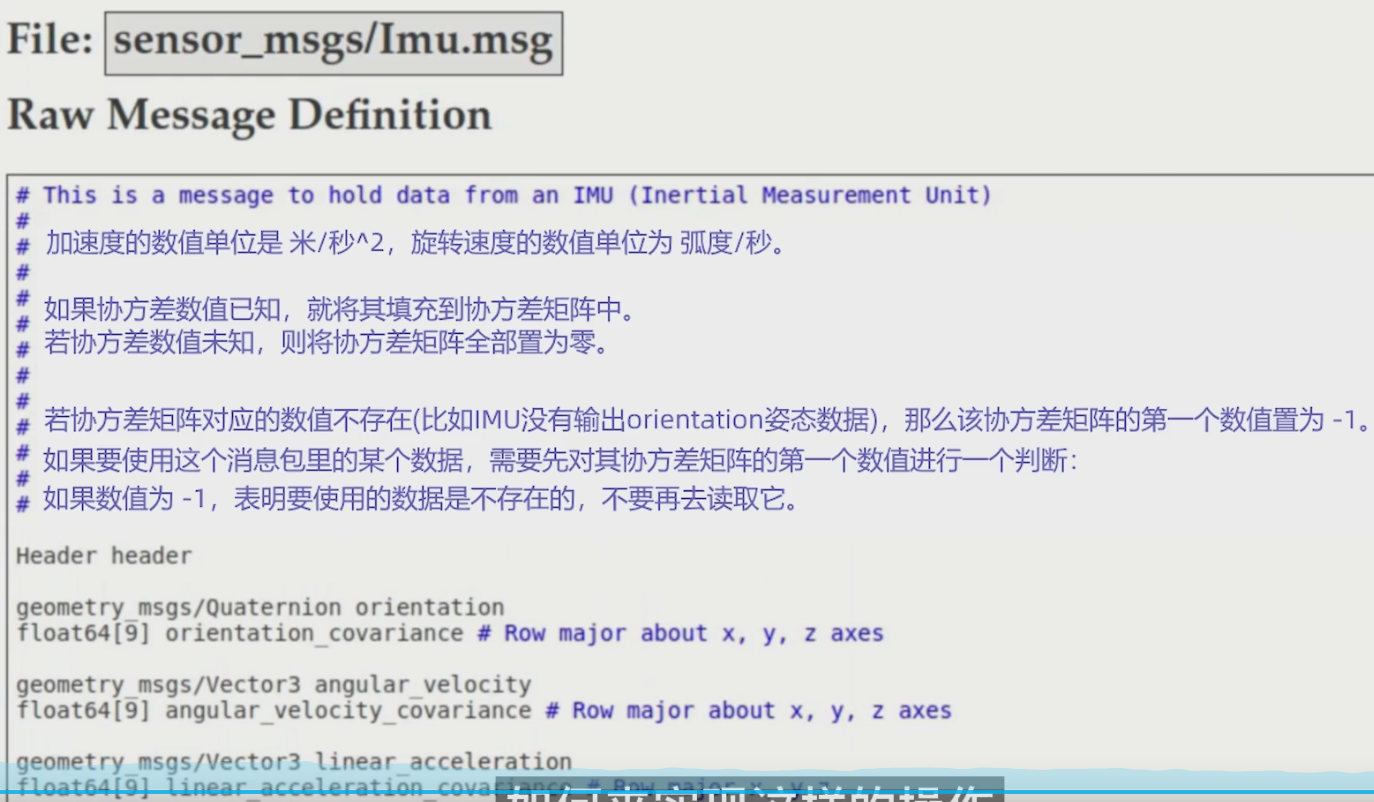 File: sensor_msgs/Imu.msg
Raw Message Definition
# This is a message to hold data from an IMU (Inertial Measurement Unit)
#
# 加速度的数值单位是 米/秒^2，旋转速度的数值单位为 弧度/秒。
#
# 如果协方差数值已知，就将其填充到协方差矩阵中。
#
# 若协方差数值未知，则将协方差矩阵全部置为零。
#
#
# 若协方差矩阵对应的数值不存在(比如IMU没有输出orientation姿态数据)，那么该协方差矩阵的第一个数值置为 -1。
# 如果要使用这个消息包里的某个数据，需要先对其协方差矩阵的第一个数值进行一个判断：
#
# 如果数值为 -1，表明要使用的数据是不存在的，不要再去读取它。
Header header
geometry_msgs/Quaternion orientation
float64[9] orientation_covariance # Row major about x, y, z axes
geometry_msgs/Vector3 angular_velocity
float64[9] angular_velocity_covariance # Row major about x, y, z axes
geometry_msgs/Vector3 linear_acceleration
float64[9] linear_acceleration_covariance # Row major x, y z
如何来实现这样的操作